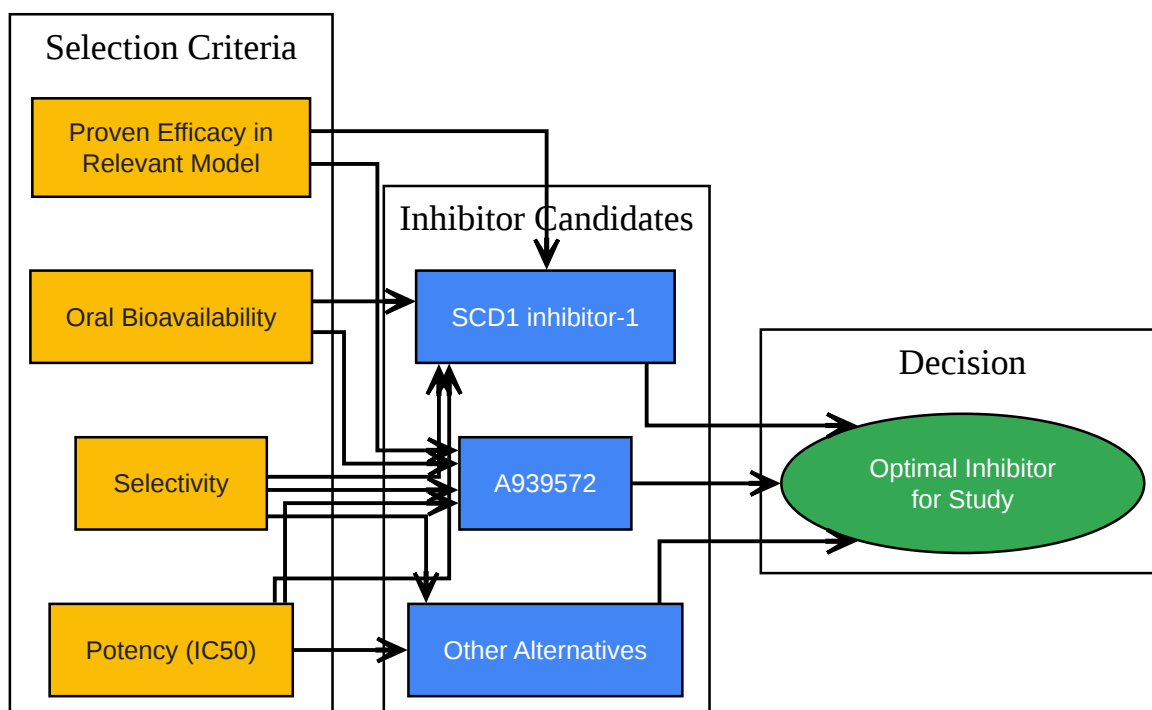 Selection Criteria
Proven Efficacy in
Relevant Model
Oral Bioavailability
Selectivity
Potency (IC50)
Inhibitor Candidates
SCD1 inhibitor-1
A939572
Other Alternatives
Decision
Optimal Inhibitor
for Study